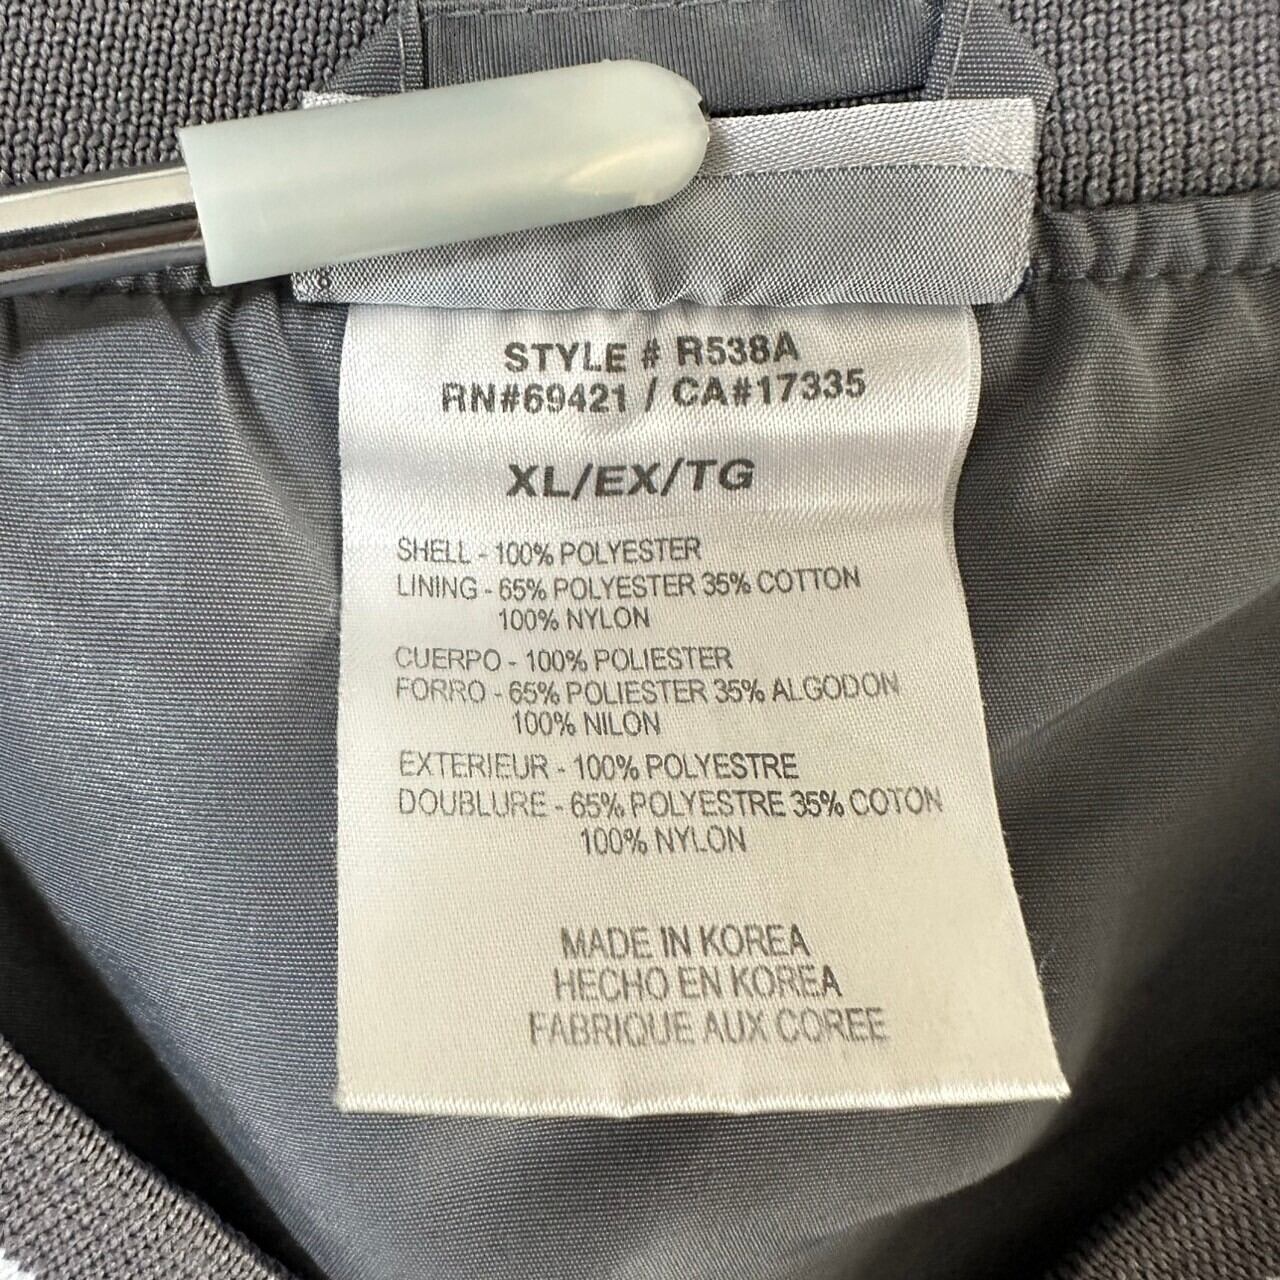 STYLE # R538A
RN#69421 / CA#17335
XL/EX/TG
SHELL - 100% POLYESTER
LINING - 65% POLYESTER 35% COTTON
100% NYLON
CUERPO - 100% POLIESTER
FORRO - 65% POLIESTER 35% ALGODON
100% NILON
EXTERIEUR - 100% POLYESTRE
DOUBLURE - 65% POLYESTRE 35% COTON
100% NYLON
MADE IN KOREA
HECHO EN KOREA
FABRIQUE AUX COREE